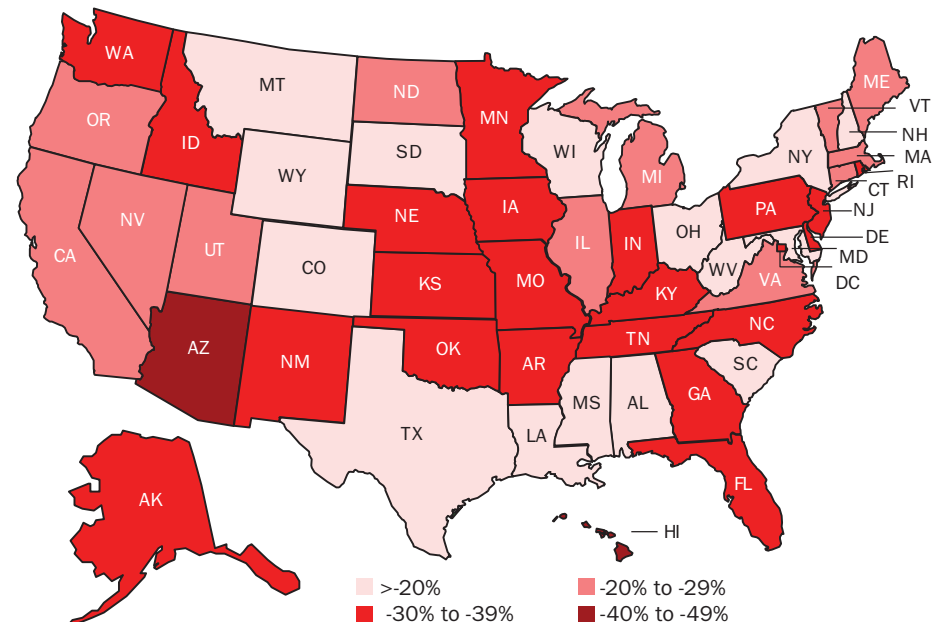 WA
MT
ND
MN
ME
VT
OR
ID
SD
WI
NY
NH
MA
WY
MI
RI
CT
NV
NE
IA
PA
NJ
CA
UT
CO
IL
IN
OH
DE
WV
MD
VA
DC
KS
MO
KY
AZ
NM
OK
AR
TN
NC
SC
MS
AL
GA
TX
LA
FL
AK
HI
>-20%
-20% to -29%
-30% to -39%
-40% to -49%